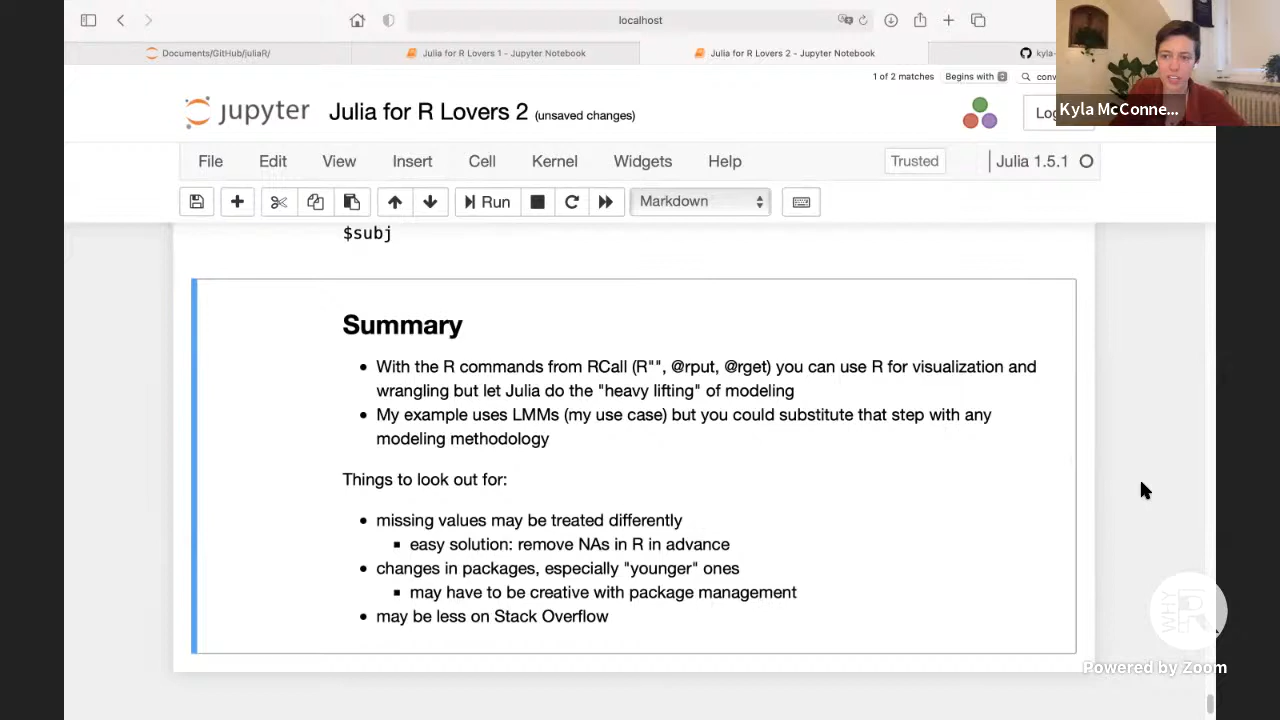 localhost
Documents/GitHub/juliaR/
Julia for R Lovers 1 - Jupyter Notebook
Julia for R Lovers 2 - Jupyter Notebook
kyla-
1 of 2 matches
Begins with
conv
jupyter
Julia for R Lovers 2 (unsaved changes)
Kyla McConne...
File
Edit
View
Insert
Cell
Kernel
Widgets
Help
Trusted
Julia 1.5.1
Run
Markdown
$subj
Summary
• With the R commands from RCall (R"", @rput, @rget) you can use R for visualization and
wrangling but let Julia do the "heavy lifting" of modeling
• My example uses LMMs (my use case) but you could substitute that step with any
modeling methodology
Things to look out for:
• missing values may be treated differently
▪ easy solution: remove NAs in R in advance
• changes in packages, especially "younger" ones
▪ may have to be creative with package management
• may be less on Stack Overflow
WHY R
Powered by Zoom